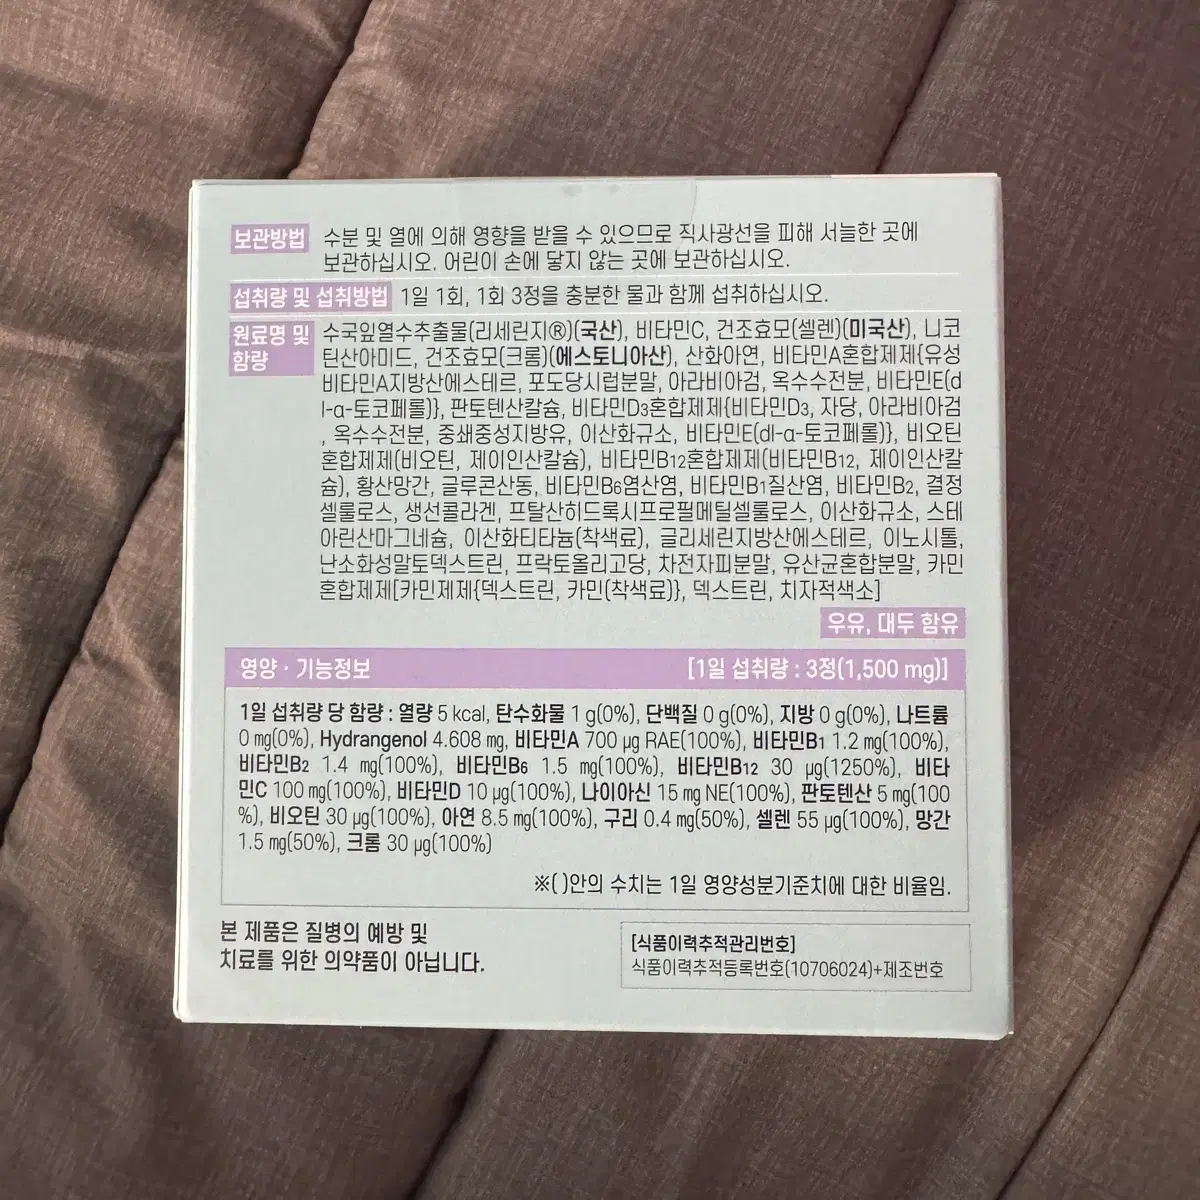 보관방법 수분 및 열에 의해 영향을 받을 수 있으므로 직사광선을 피해 서늘한 곳에
보관하십시오. 어린이 손에 닿지 않는 곳에 보관하십시오.
섭취량 및 섭취방법 1일 1회, 1회 3정을 충분한 물과 함께 섭취하십시오.
원료명 및 함량
수국잎열수추출물(리세린지®)(국산), 비타민C, 건조효모(셀렌)(미국산), 니코
틴산아미드, 건조효모(크롬)(에스토니아산), 산화아연, 비타민A혼합제제{유성
비타민A지방산에스테르, 포도당시럽분말, 아라비아검, 옥수수전분, 비타민E(d
l-α-토코페롤)}, 판토텐산칼슘, 비타민D3혼합제제{비타민D3, 자당, 아라비아검
, 옥수수전분, 중쇄중성지방유, 이산화규소, 비타민E(dl-α-토코페롤)}, 비오틴
혼합제제(비오틴, 제이인산칼슘), 비타민B12혼합제제(비타민B12, 제이인산칼
슘), 황산망간, 글루콘산동, 비타민B6염산염, 비타민B1질산염, 비타민B2, 결정
셀룰로스, 생선콜라겐, 프탈산히드록시프로필메틸셀룰로스, 이산화규소, 스테
아린산마그네슘, 이산화티타늄(착색료), 글리세린지방산에스테르, 이노시톨,
난소화성말토덱스트린, 프락토올리고당, 차전자피분말, 유산균혼합분말, 카민
혼합제제[카민제제{덱스트린, 카민(착색료)}, 덱스트린, 치자적색소]
우유, 대두 함유
영양 · 기능정보 [1일 섭취량 : 3정(1,500 mg)]
1일 섭취량 당 함량 : 열량 5 kcal, 탄수화물 1 g(0%), 단백질 0 g(0%), 지방 0 g(0%), 나트륨
0 mg(0%), Hydrangenol 4.608 mg, 비타민A 700 μg RAE(100%), 비타민B1 1.2 mg(100%),
비타민B2 1.4 mg(100%), 비타민B6 1.5 mg(100%), 비타민B12 30 μg(1250%), 비타
민C 100 mg(100%), 비타민D 10 μg(100%), 나이아신 15 mg NE(100%), 판토텐산 5 mg(100
%), 비오틴 30 μg(100%), 아연 8.5 mg(100%), 구리 0.4 mg(50%), 셀렌 55 μg(100%), 망간
1.5 mg(50%), 크롬 30 μg(100%)
※( )안의 수치는 1일 영양성분기준치에 대한 비율임.
본 제품은 질병의 예방 및
치료를 위한 의약품이 아닙니다.
[식품이력추적관리번호]
식품이력추적등록번호(10706024)+제조번호